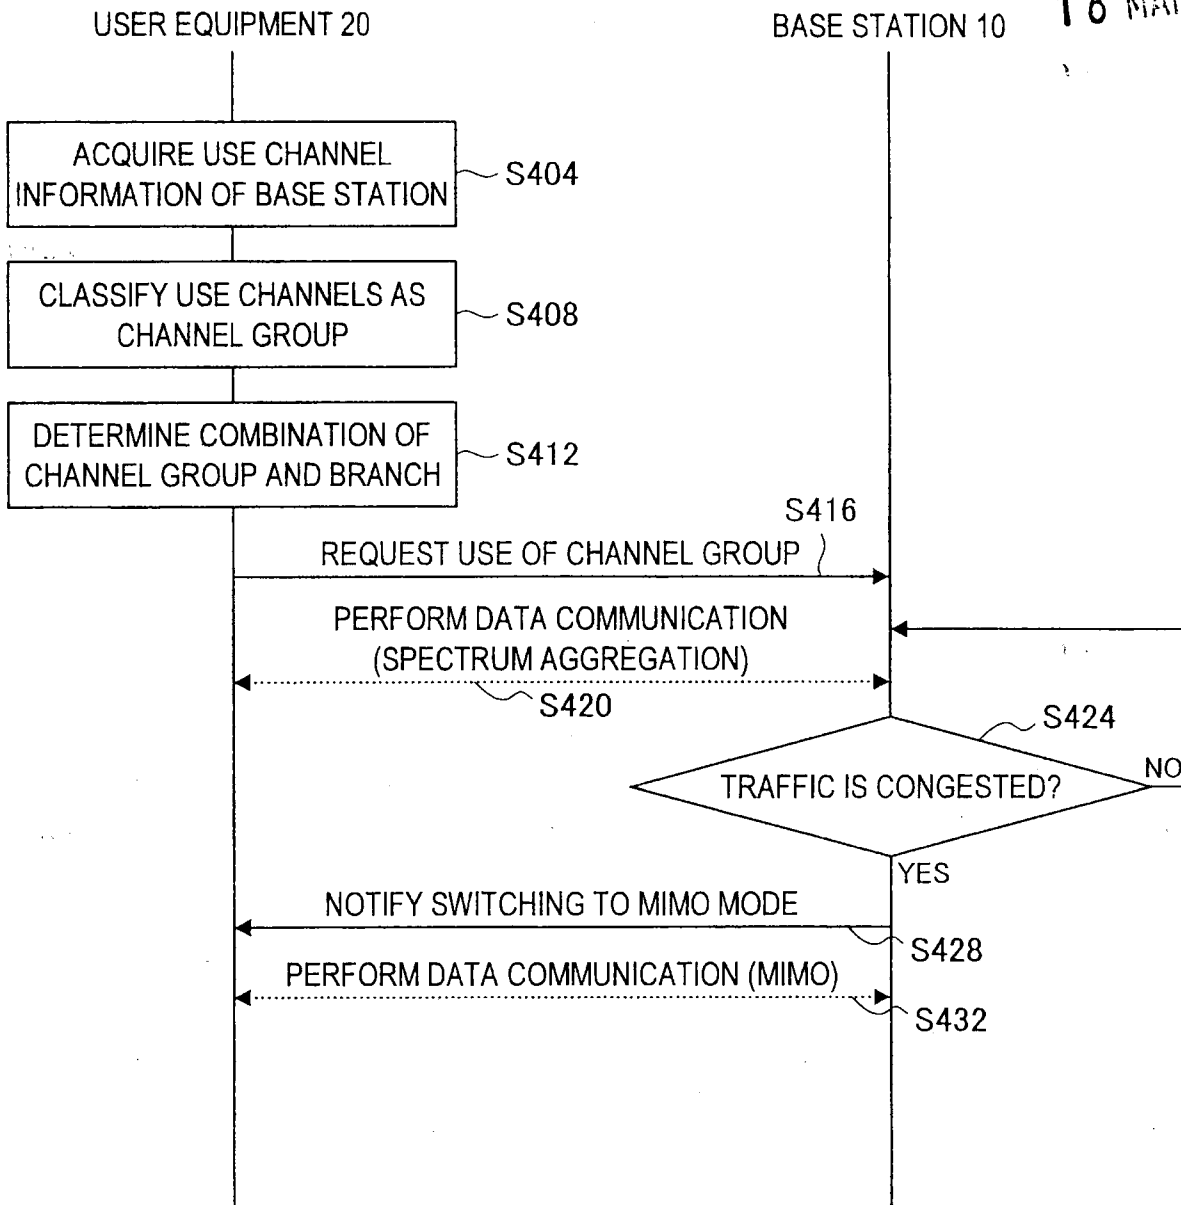 USER EQUIPMENT 20
BASE STATION 10
18
ACQUIRE USE CHANNEL
INFORMATION OF BASE STATION
S404
CLASSIFY USE CHANNELS AS
CHANNEL GROUP
S408
DETERMINE COMBINATION OF
CHANNEL GROUP AND BRANCH
S412
S416
REQUEST USE OF CHANNEL GROUP
PERFORM DATA COMMUNICATION
(SPECTRUM AGGREGATION)
S420
S424
TRAFFIC IS CONGESTED?
NO
YES
NOTIFY SWITCHING TO MIMO MODE
S428
PERFORM DATA COMMUNICATION (MIMO)
S432